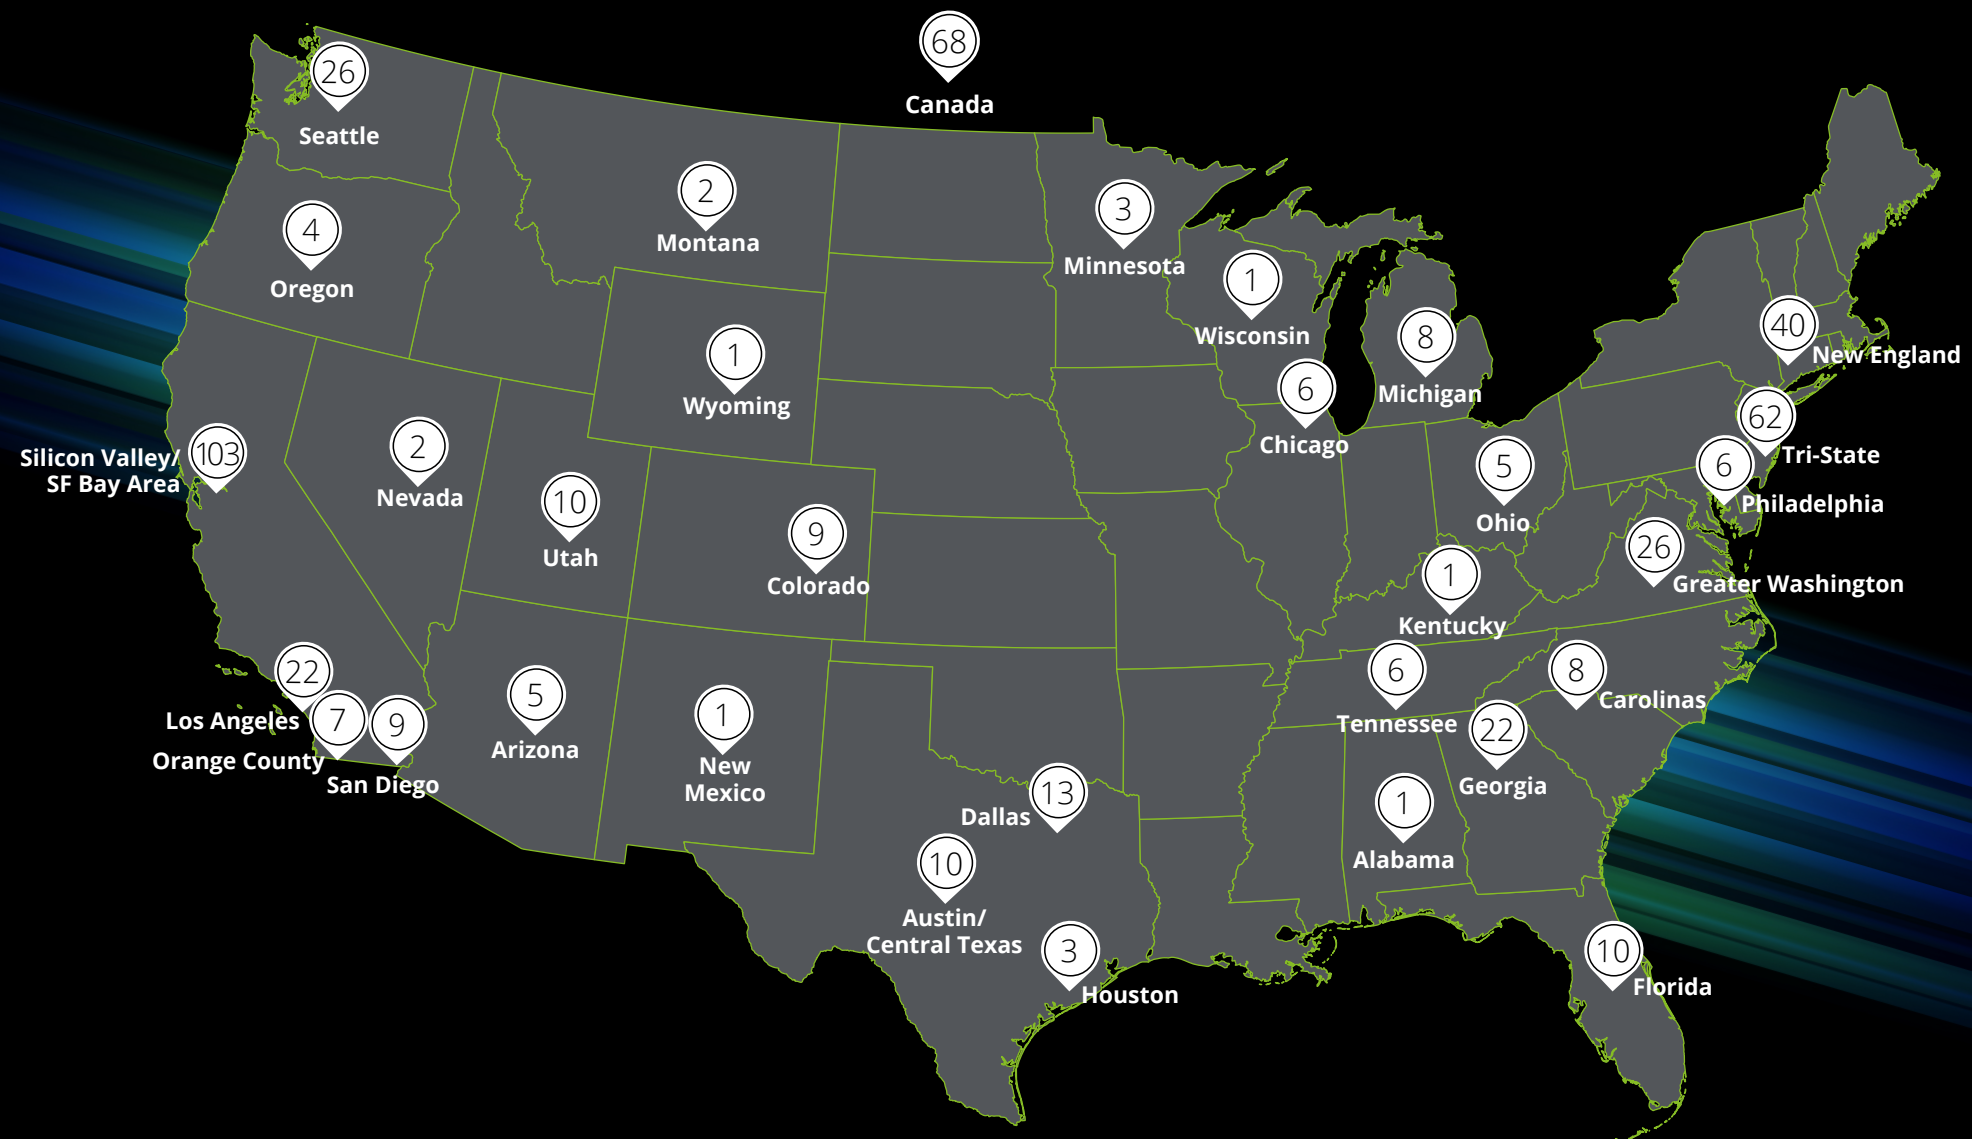 68
Canada
26
Seattle
2
Montana
3
Minnesota
4
Oregon
1
Wisconsin
8
Michigan
40
New England
1
Wyoming
6
Chicago
62
Tri-State
103
Silicon Valley/
SF Bay Area
2
Nevada
10
Utah
9
Colorado
5
Ohio
6
Philadelphia
26
Greater Washington
1
Kentucky
22
Los Angeles
7
Orange County
9
San Diego
5
Arizona
1
New
Mexico
6
Tennessee
8
Carolinas
22
Georgia
13
Dallas
1
Alabama
10
Austin/
Central Texas
3
Houston
10
Florida